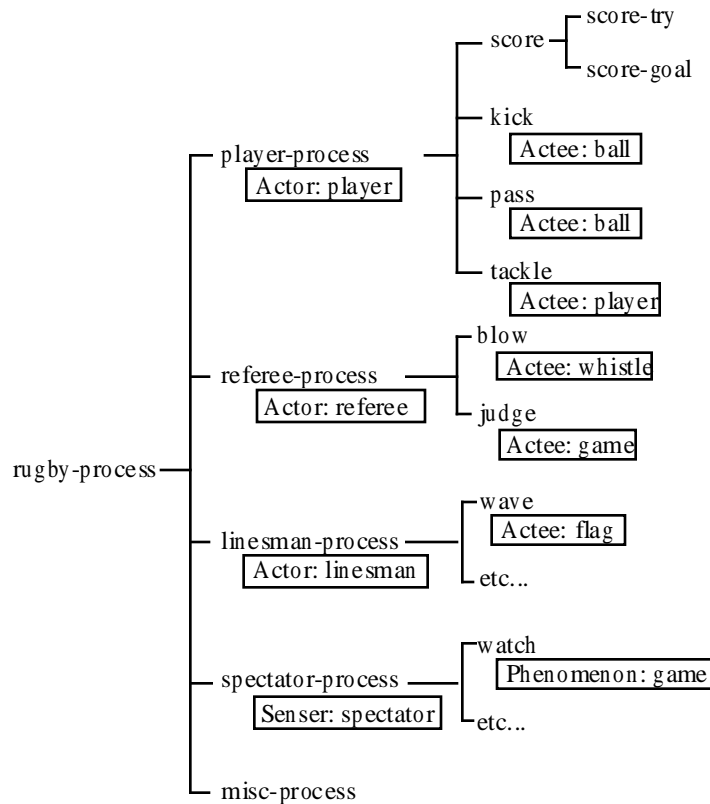 score-try
score
score-goal
kick
Actee: ball
player-process
Actor: player
pass
Actee: ball
tackle
Actee: player
blow
Actee: whistle
referee-process
Actor: referee
judge
Actee: game
rugby-process
wave
Actee: flag
linesman-process
Actor: linesman
etc...
watch
Phenomenon: game
spectator-process
Senser: spectator
etc...
misc-process